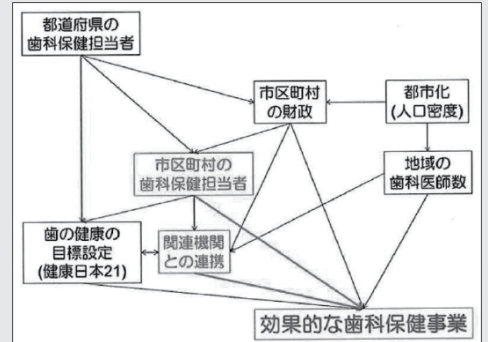 都道府県の
歯科保健担当者
市区町村
の財政
都市化
(人口密度)
市区町村の
歯科保健担当者
地域の
歯科医師数
歯の健康の
目標設定
(健康日本21)
関連機関
との連携
効果的な歯科保健事業